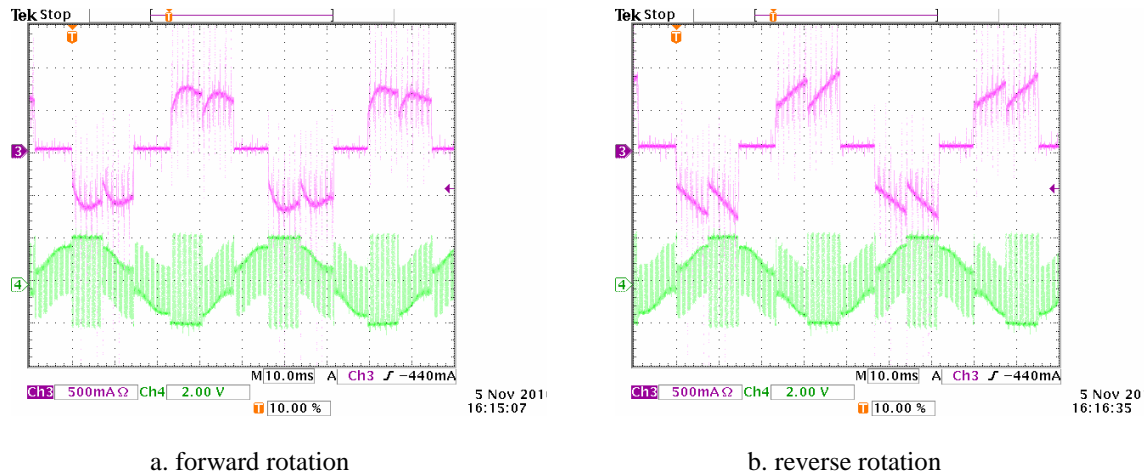 Tek Stop
T
T
3
4
M 10.0ms A Ch3 ƒ −440mA
Ch3 500mAΩ Ch4 2.00 V
T 10.00 %
5 Nov 201
16:15:07
a. forward rotation
Tek Stop
T
T
3
4
M 10.0ms A Ch3 ƒ −440mA
Ch3 500mAΩ Ch4 2.00 V
T 10.00 %
5 Nov 20
16:16:35
b. reverse rotation